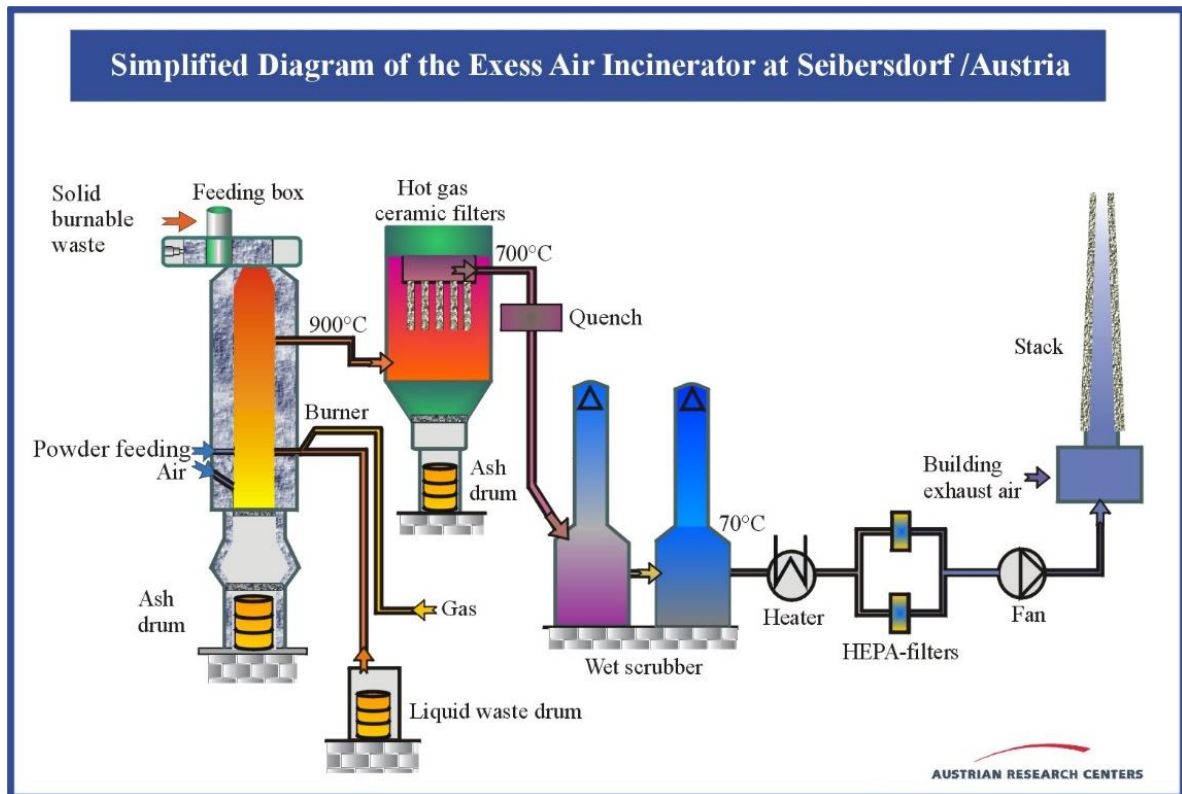 Simplified Diagram of the Exess Air Incinerator at Seibersdorf /Austria
Solid
burnable
waste
Feeding box
Hot gas
ceramic filters
700°C
900°C
Quench
Stack
Burner
Powder feeding
Air
Ash
drum
Building
exhaust air
70°C
Ash
drum
Gas
Heater
Fan
HEPA-filters
Wet scrubber
Liquid waste drum
AUSTRIAN RESEARCH CENTERS